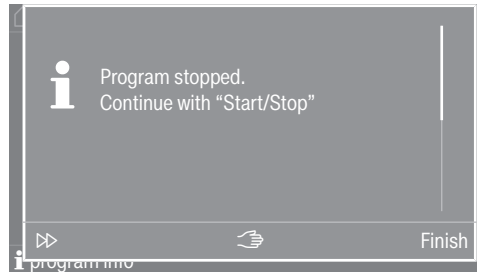 Program stopped.
Continue with “Start/Stop”
Finish
program info